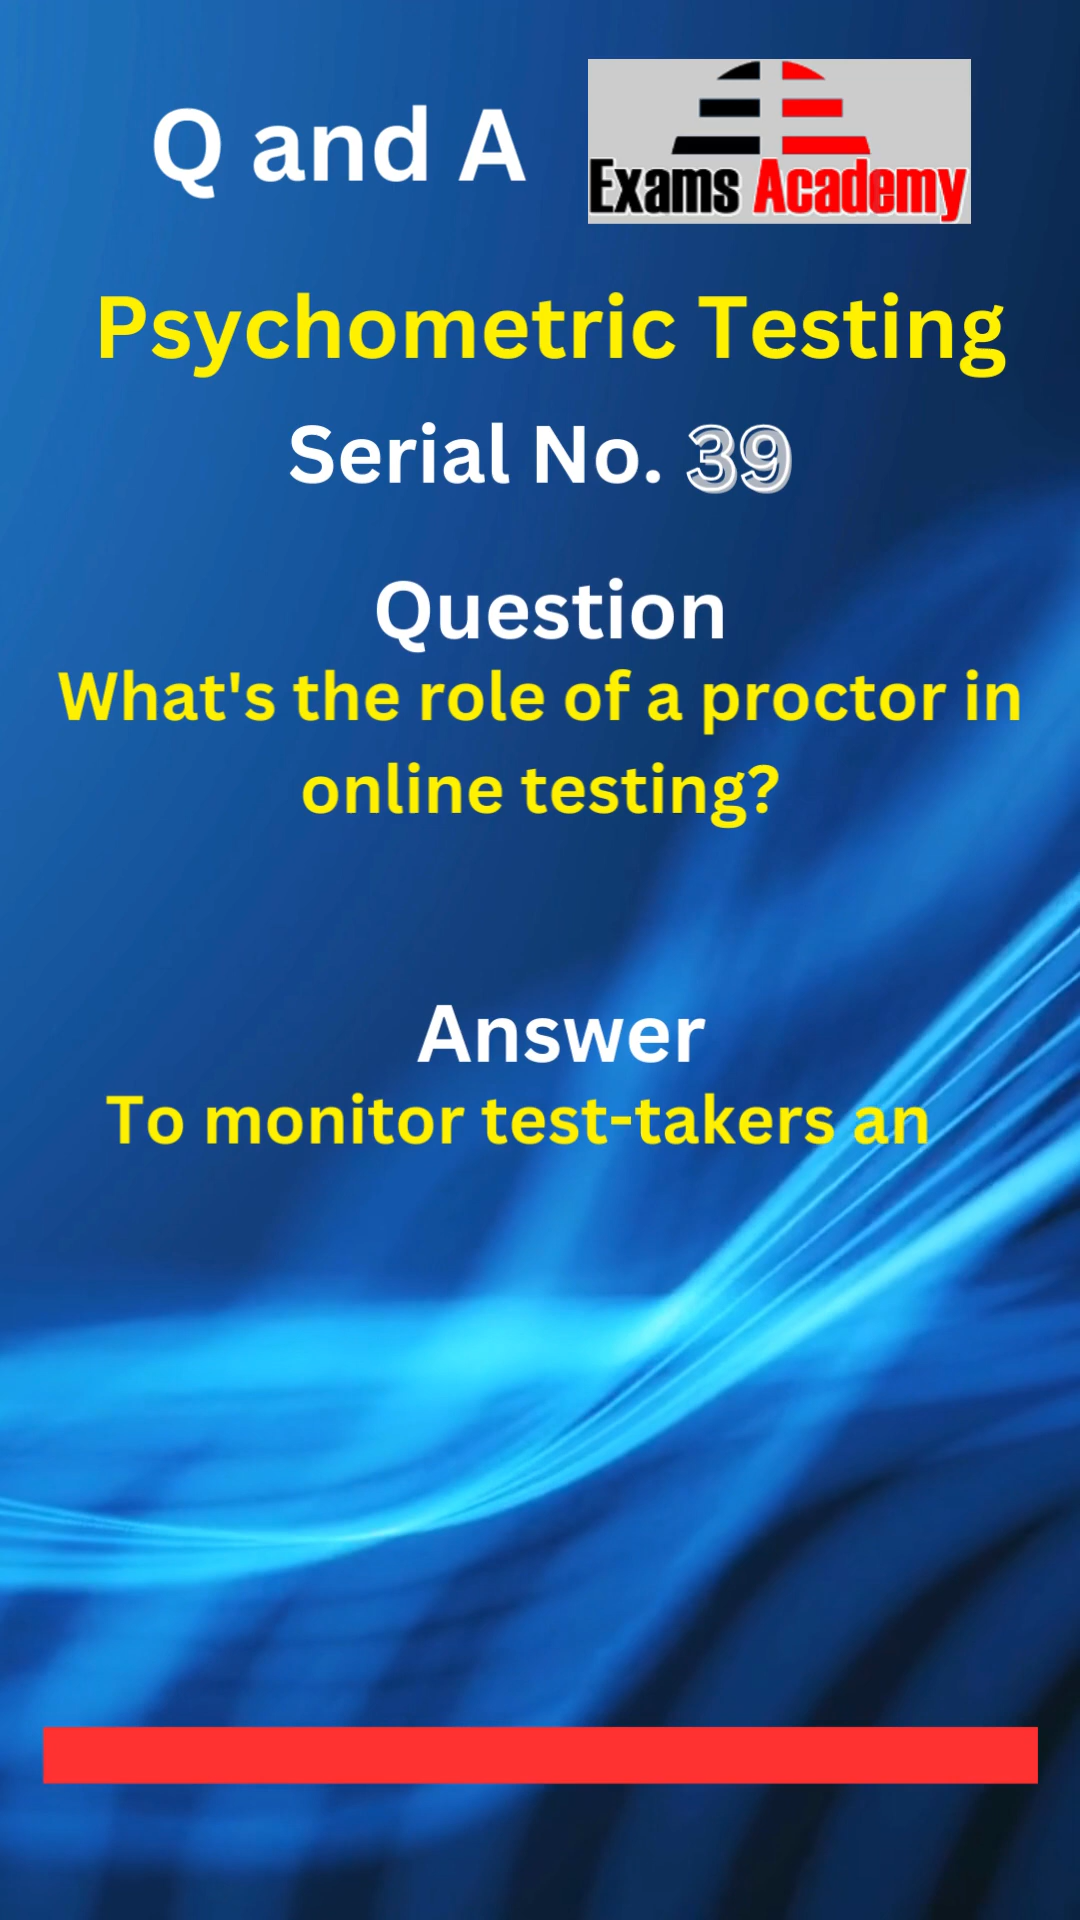 Q and A
Exams Academy
Psychometric Testing
Serial No. 39
Question
What's the role of a proctor in
online testing?
Answer
To monitor test-takers an